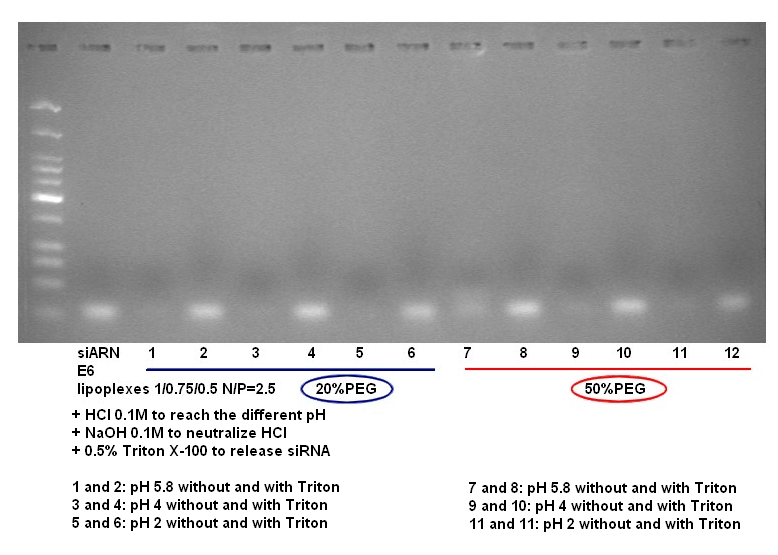 siARN 1 2 3 4 5 6 7 8 9 10 11 12
E6
lipoplexes 1/0.75/0.5 N/P=2.5 20%PEG 50%PEG
+ HCl 0.1M to reach the different pH
+ NaOH 0.1M to neutralize HCl
+ 0.5% Triton X-100 to release siRNA
1 and 2: pH 5.8 without and with Triton
3 and 4: pH 4 without and with Triton
5 and 6: pH 2 without and with Triton
7 and 8: pH 5.8 without and with Triton
9 and 10: pH 4 without and with Triton
11 and 11: pH 2 without and with Triton